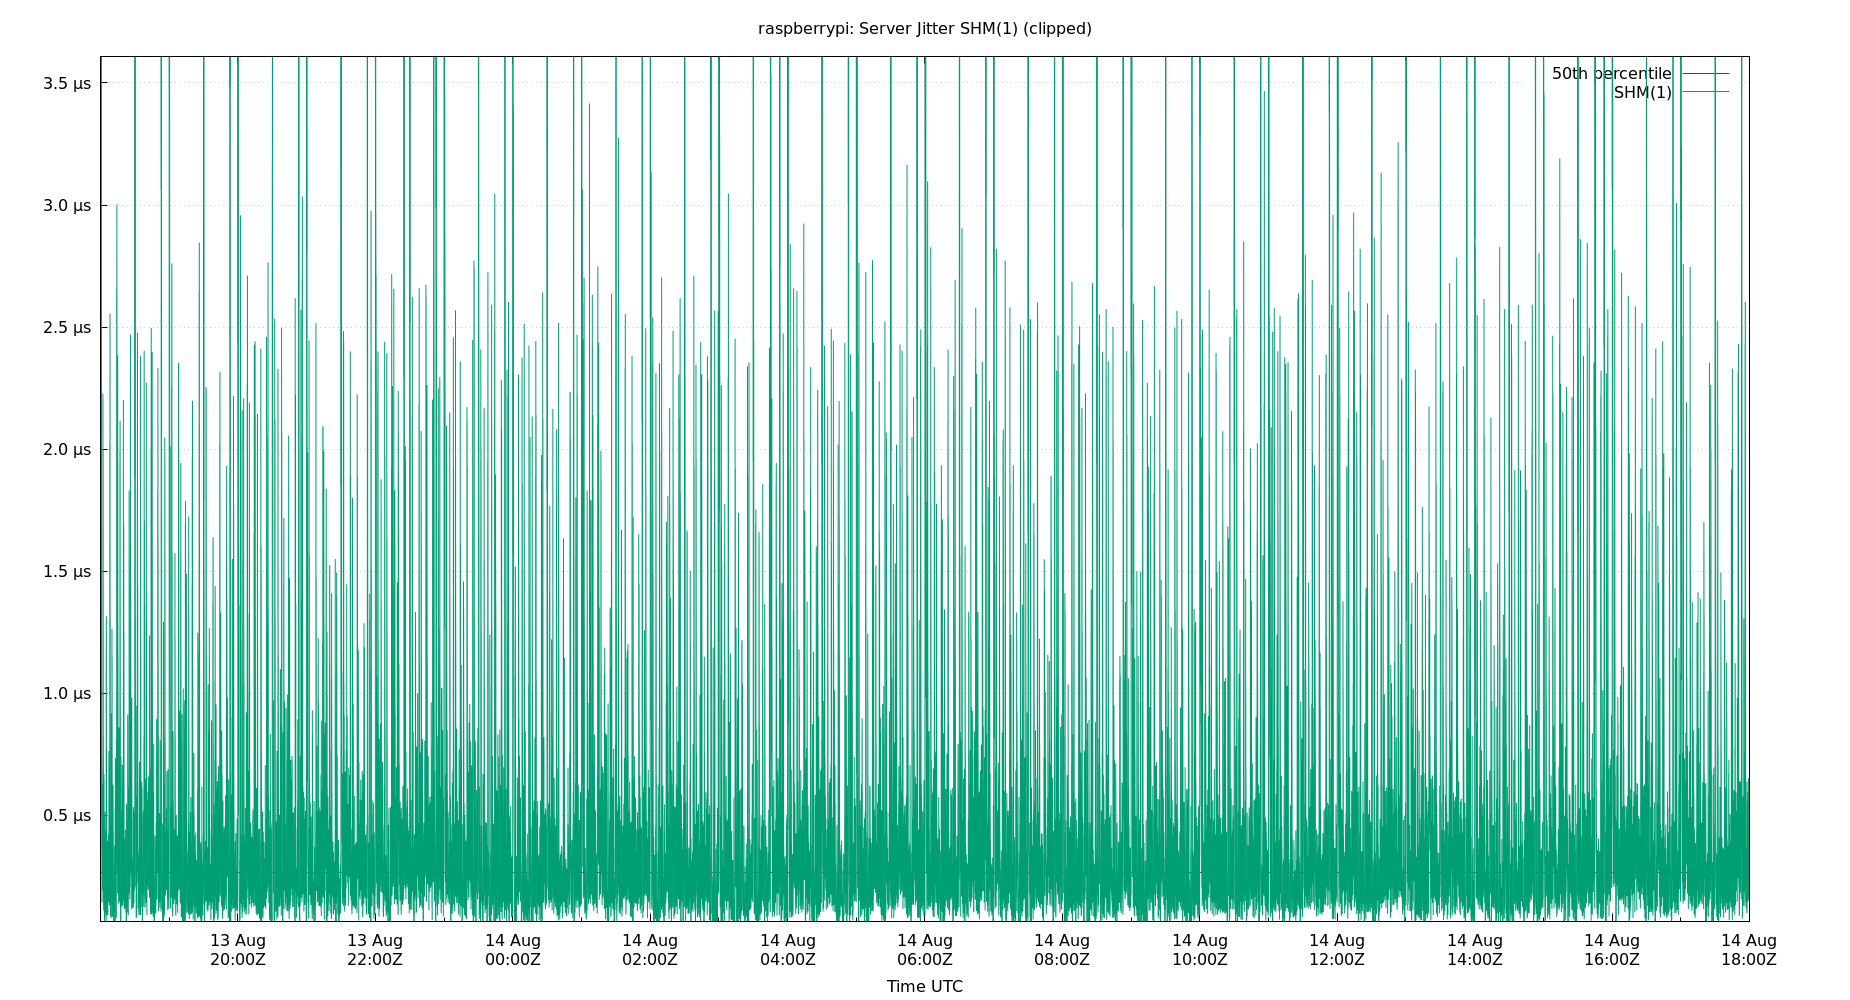 raspberrypi: Server Jitter SHM(1) (clipped)
50th percentile
SHM(1)
3.5 μs
3.0 μs
2.5 μs
2.0 μs
1.5 μs
1.0 μs
0.5 μs
13 Aug 13 Aug 14 Aug 14 Aug 14 Aug 14 Aug 14 Aug 14 Aug 14 Aug 14 Aug 14 Aug 14 Aug
20:00Z 22:00Z 00:00Z 02:00Z 04:00Z 06:00Z 08:00Z 10:00Z 12:00Z 14:00Z 16:00Z 18:00Z
Time UTC